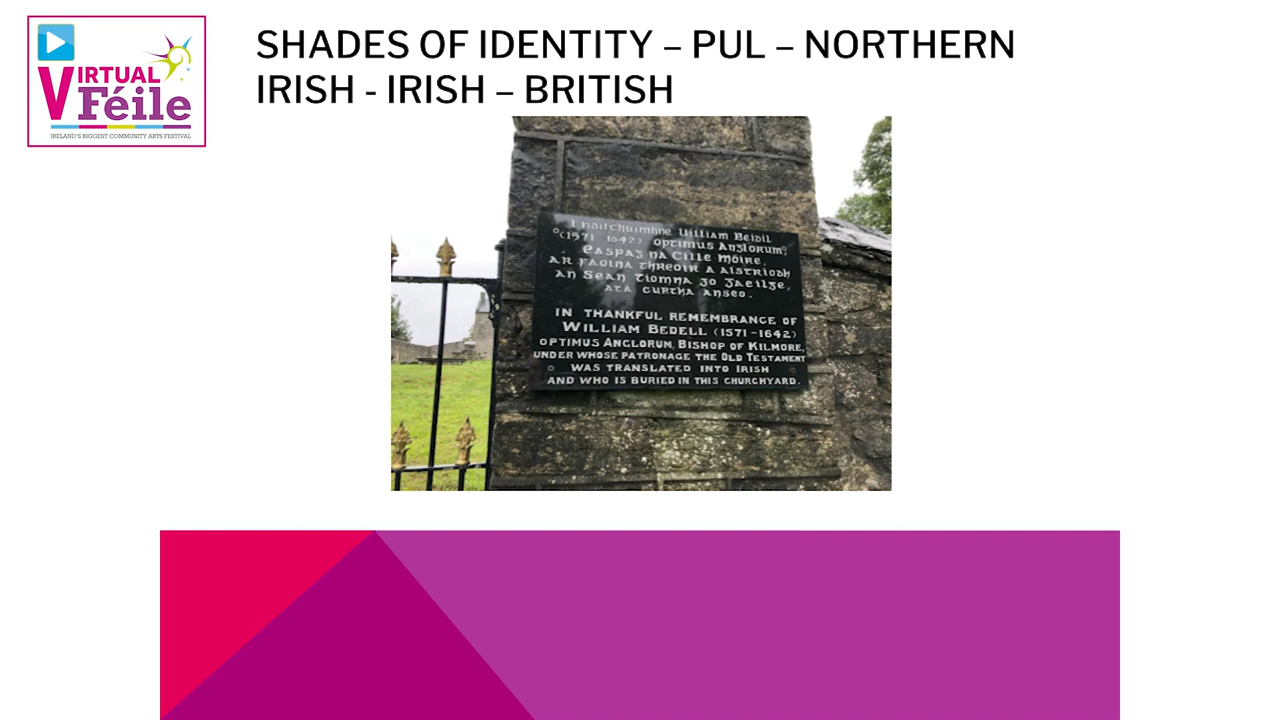 VIRTUAL
Féile
IRELAND'S BIGGEST COMMUNITY ARTS FESTIVAL
SHADES OF IDENTITY – PUL – NORTHERN
IRISH - IRISH – BRITISH
I ndílchuimhne Uilliam Beidil
(1571 1642) Optimus Anglorum,
Easpag na Cille Móire,
ar faoina threoir a aistríodh
an Sean Tiomna go Gaeilge,
atá curtha anseo.
IN THANKFUL REMEMBRANCE OF
WILLIAM BEDELL (1571-1642)
OPTIMUS ANGLORUM, BISHOP OF KILMORE,
UNDER WHOSE PATRONAGE THE OLD TESTAMENT
WAS TRANSLATED INTO IRISH
AND WHO IS BURIED IN THIS CHURCHYARD.